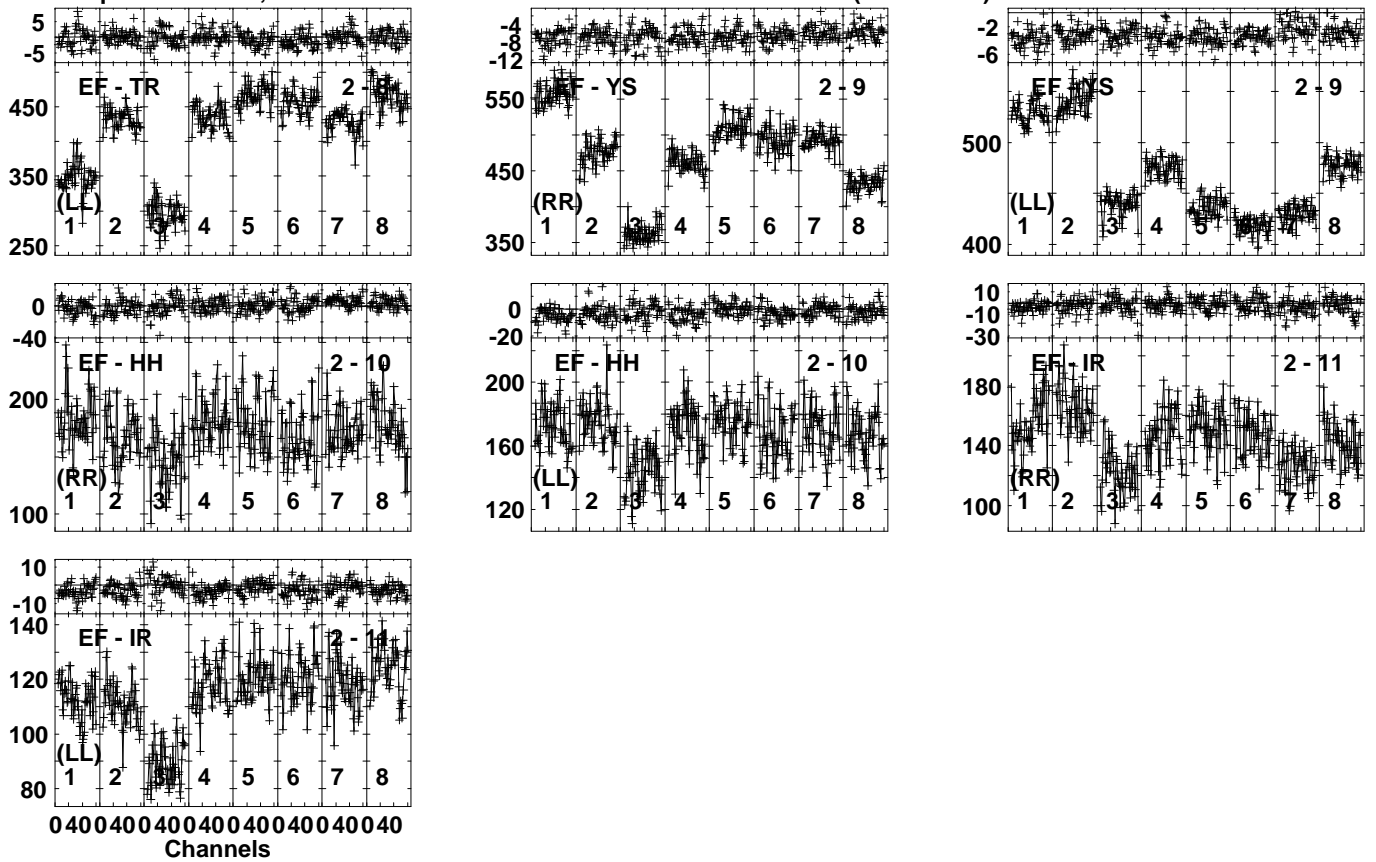 5
-5
450
350
250
EF - TR
2 - 8
(LL)
1 2 3 4 5 6 7 8
-4
-8
-12
550
450
350
EF - YS
2 - 9
(RR)
1 2 3 4 5 6 7 8
-2
-6
500
400
EF - YS
2 - 9
(LL)
1 2 3 4 5 6 7 8
0
-40
200
100
EF - HH
2 - 10
(RR)
1 2 3 4 5 6 7 8
0
-20
200
160
120
EF - HH
2 - 10
(LL)
1 2 3 4 5 6 7 8
10
-10
-30
180
140
100
EF - IR
2 - 11
(RR)
1 2 3 4 5 6 7 8
10
-10
140
120
100
80
EF - IR
2 - 11
(LL)
1 2 3 4 5 6 7 8
0 40 0 40 0 40 0 40 0 40 0 40 0 40 0 40
Channels